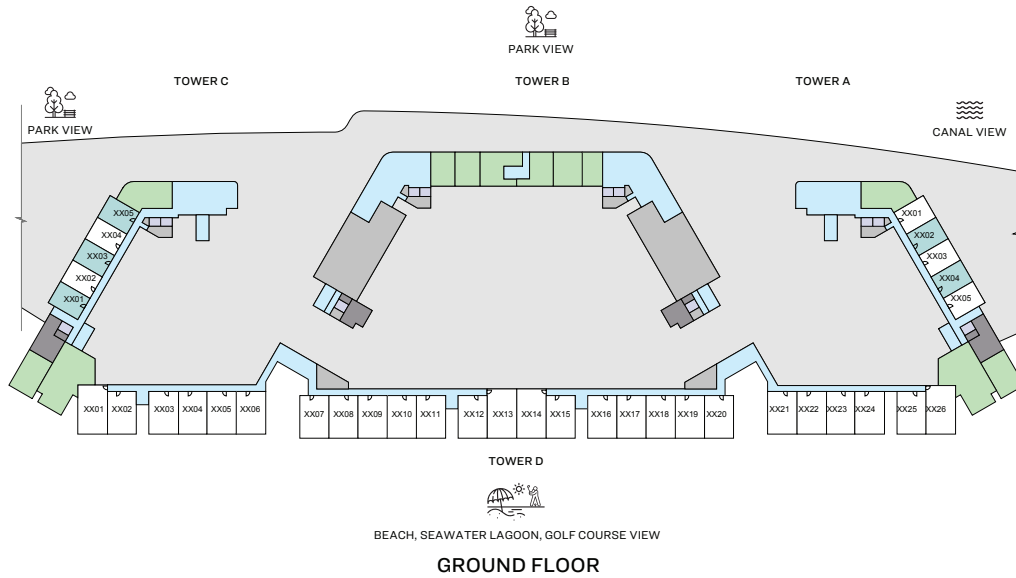 PARK VIEW
TOWER C
TOWER B
TOWER A
PARK VIEW
CANAL VIEW
XX05
XX04
XX03
XX02
XX01
XX01
XX02
XX03
XX04
XX05
XX01 XX02 XX03 XX04 XX05 XX06 XX07 XX08 XX09 XX10 XX11 XX12 XX13 XX14 XX15 XX16 XX17 XX18 XX19 XX20 XX21 XX22 XX23 XX24 XX25 XX26
TOWER D
BEACH, SEAWATER LAGOON, GOLF COURSE VIEW
GROUND FLOOR